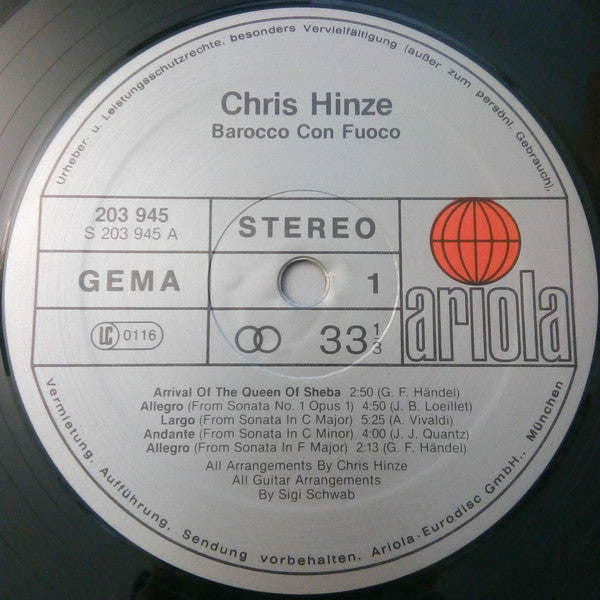 Urheber- u. Leistungsschutzrechte, besonders Vervielfältigung (außer zum persönl. Gebrauch),
Chris Hinze
Barocco Con Fuoco
203 945
S 203 945 A
STEREO
GEMA
1
LC 0116
33 1/3
ariola
Arrival Of The Queen Of Sheba 2:50 (G. F. Händel)
Allegro (From Sonata No. 1 Opus 1) 4:50 (J. B. Loeillet)
Largo (From Sonata In C Major) 5:25 (A. Vivaldi)
Andante (From Sonata In C Minor) 4:00 (J. J. Quantz)
Allegro (From Sonata In F Major) 2:13 (G. F. Händel)
All Arrangements By Chris Hinze
All Guitar Arrangements
By Sigi Schwab
Vermietung, Aufführung, Sendung vorbehalten. Ariola-Eurodisc GmbH., München